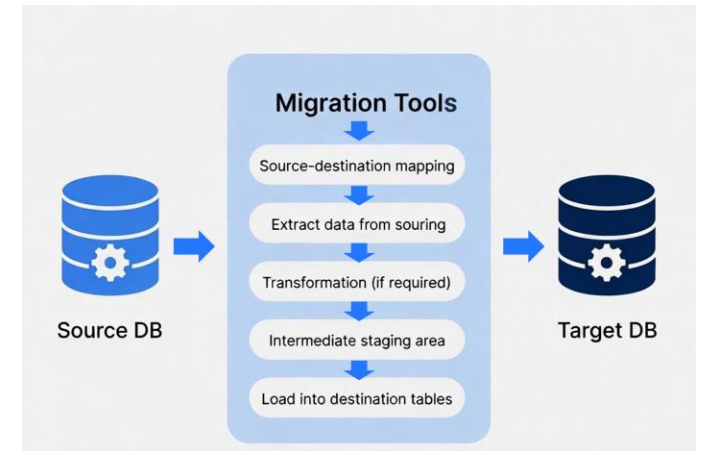 Migration Tools
Source-destination mapping
Extract data from souring
Transformation (if required)
Intermediate staging area
Load into destination tables
Source DB
Target DB